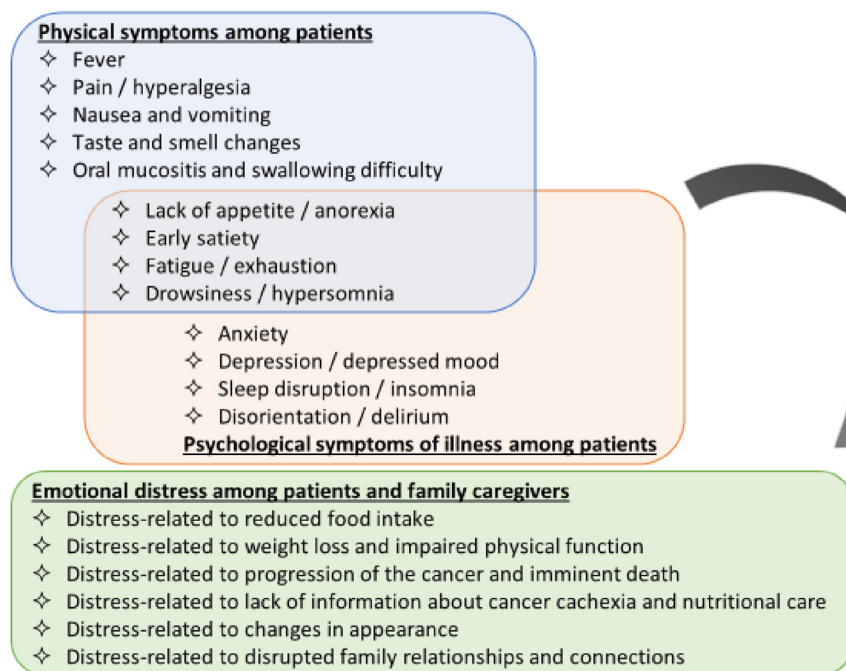 Physical symptoms among patients
✧ Fever
✧ Pain / hyperalgesia
✧ Nausea and vomiting
✧ Taste and smell changes
✧ Oral mucositis and swallowing difficulty
✧ Lack of appetite / anorexia
✧ Early satiety
✧ Fatigue / exhaustion
✧ Drowsiness / hypersomnia
✧ Anxiety
✧ Depression / depressed mood
✧ Sleep disruption / insomnia
✧ Disorientation / delirium
Psychological symptoms of illness among patients
Emotional distress among patients and family caregivers
✧ Distress-related to reduced food intake
✧ Distress-related to weight loss and impaired physical function
✧ Distress-related to progression of the cancer and imminent death
✧ Distress-related to lack of information about cancer cachexia and nutritional care
✧ Distress-related to changes in appearance
✧ Distress-related to disrupted family relationships and connections